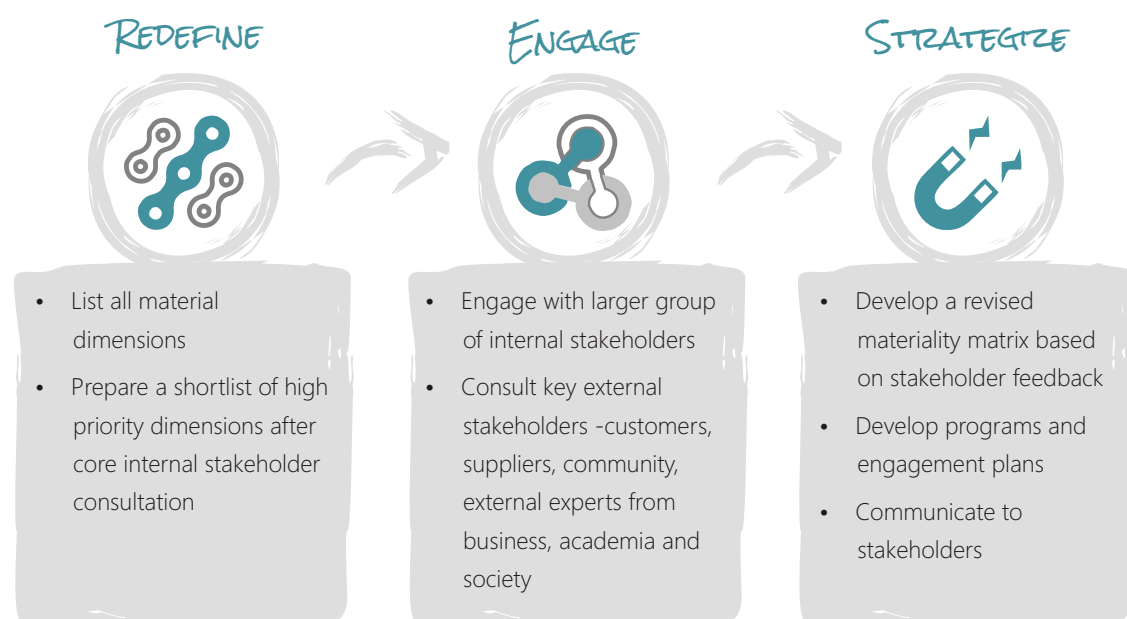 REDEFINE
• List all material
dimensions
• Prepare a shortlist of high
priority dimensions after
core internal stakeholder
consultation
ENGAGE
• Engage with larger group
of internal stakeholders
• Consult key external
stakeholders -customers,
suppliers, community,
external experts from
business, academia and
society
STRATEGIZE
• Develop a revised
materiality matrix based
on stakeholder feedback
• Develop programs and
engagement plans
• Communicate to
stakeholders